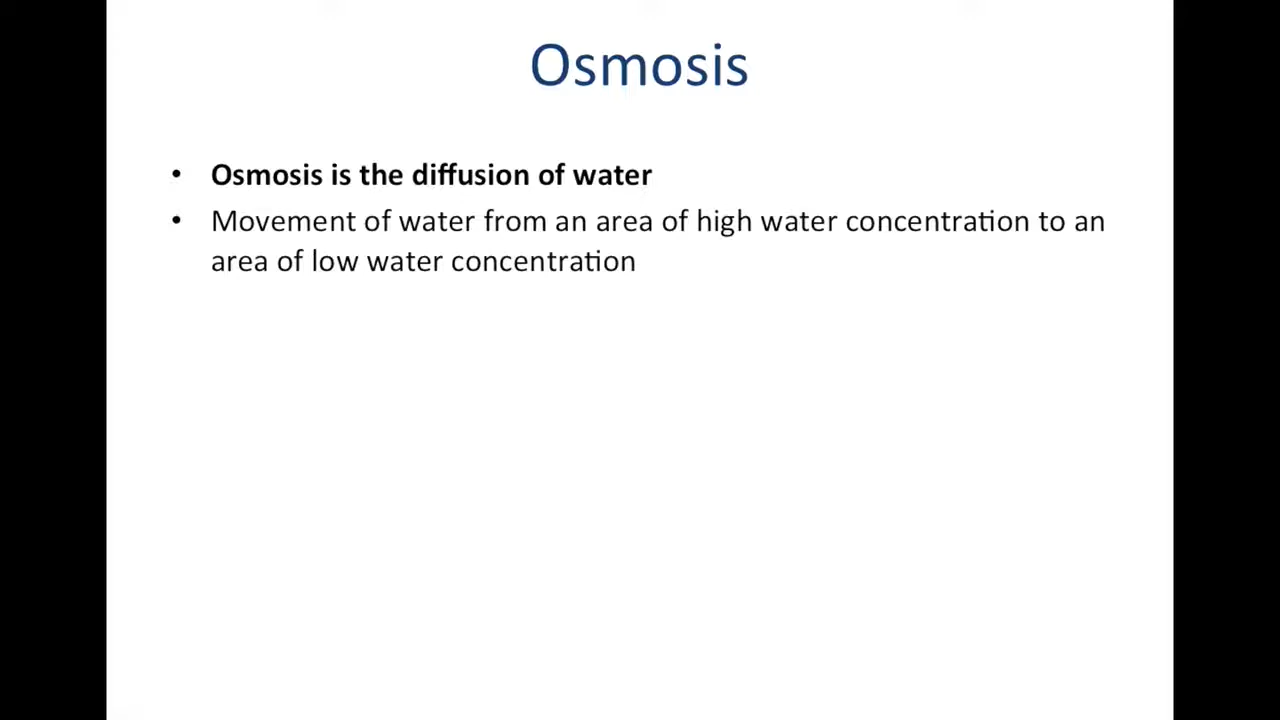 Osmosis
• Osmosis is the diffusion of water
• Movement of water from an area of high water concentration to an
area of low water concentration